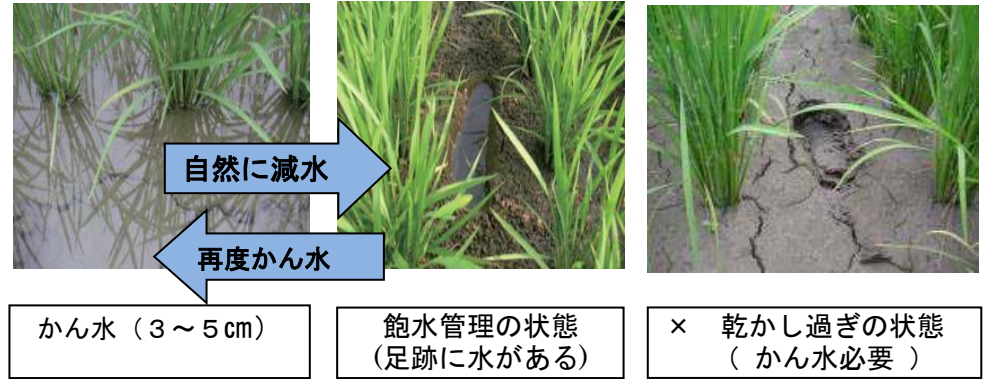 自然に減水
再度かん水
かん水（３～５㎝）
飽水管理の状態
(足跡に水がある)
×　乾かし過ぎの状態
（ かん水必要 ）